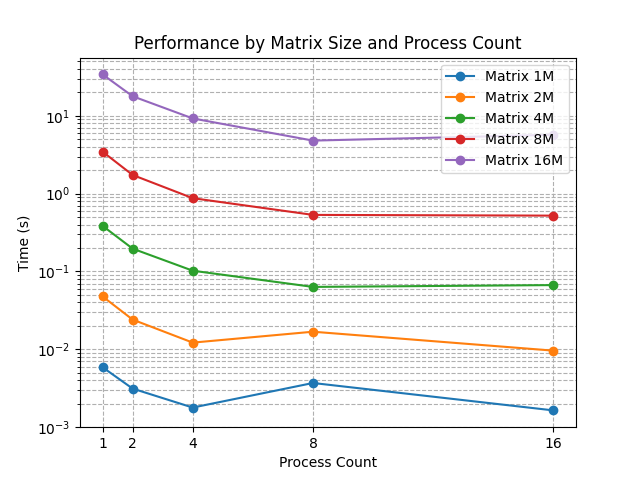 Performance by Matrix Size and Process Count
Time (s)
10¹
10⁰
10⁻¹
10⁻²
10⁻³
Matrix 1M
Matrix 2M
Matrix 4M
Matrix 8M
Matrix 16M
1 2 4 8 16
Process Count